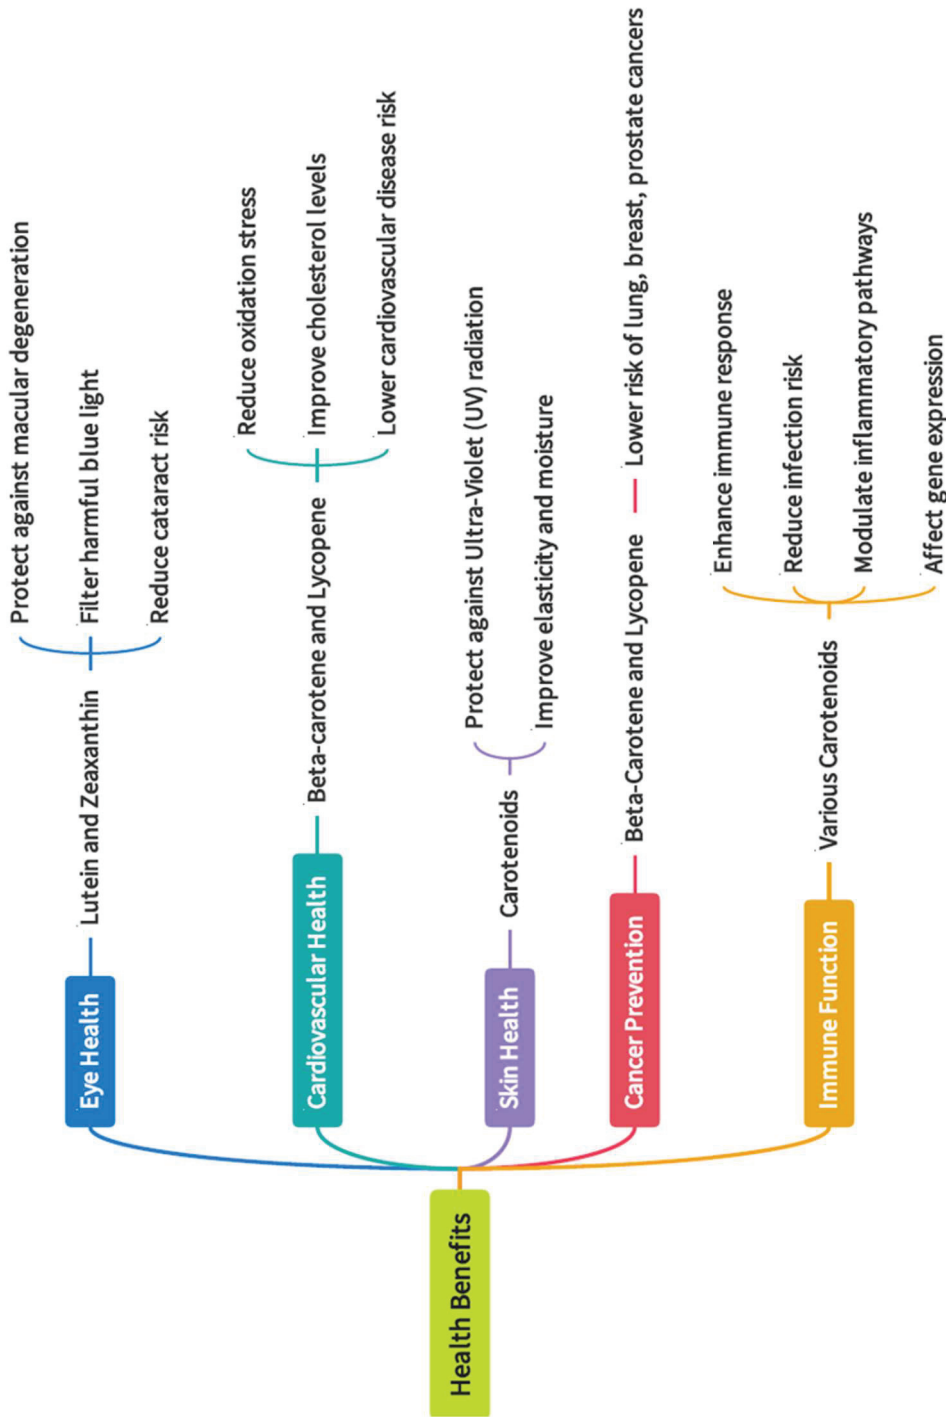 Health Benefits
Eye Health
Lutein and Zeaxanthin
Protect against macular degeneration
Filter harmful blue light
Reduce cataract risk
Cardiovascular Health
Beta-carotene and Lycopene
Reduce oxidation stress
Improve cholesterol levels
Lower cardiovascular disease risk
Skin Health
Carotenoids
Protect against Ultra-Violet (UV) radiation
Improve elasticity and moisture
Cancer Prevention
Beta-Carotene and Lycopene
Lower risk of lung, breast, prostate cancers
Immune Function
Various Carotenoids
Enhance immune response
Reduce infection risk
Modulate inflammatory pathways
Affect gene expression